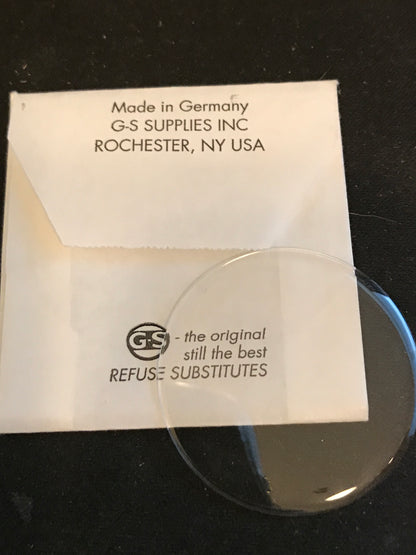 Made in Germany
G-S SUPPLIES INC
ROCHESTER, NY USA
G-S - the original
still the best
REFUSE SUBSTITUTES